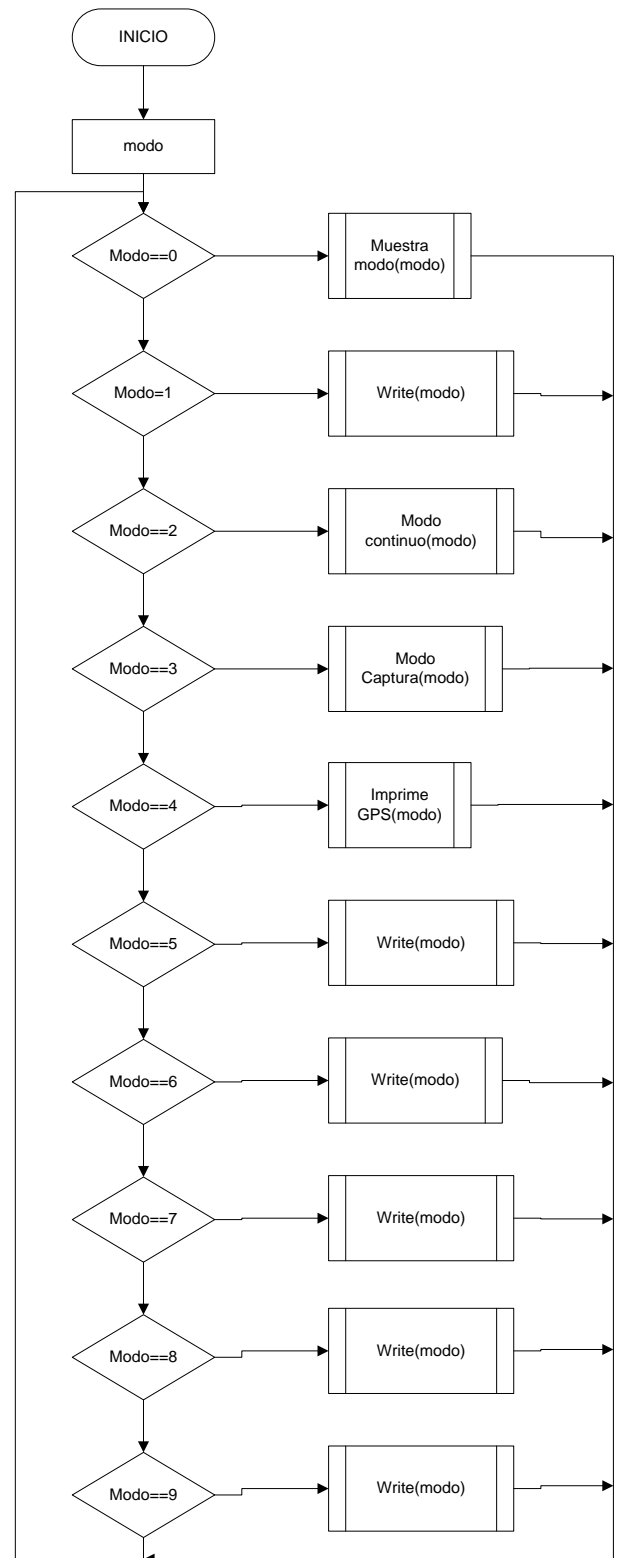 INICIO
modo
Modo==0
Muestra
modo(modo)
Modo=1
Write(modo)
Modo==2
Modo
continuo(modo)
Modo==3
Modo
Captura(modo)
Modo==4
Imprime
GPS(modo)
Modo==5
Write(modo)
Modo==6
Write(modo)
Modo==7
Write(modo)
Modo==8
Write(modo)
Modo==9
Write(modo)